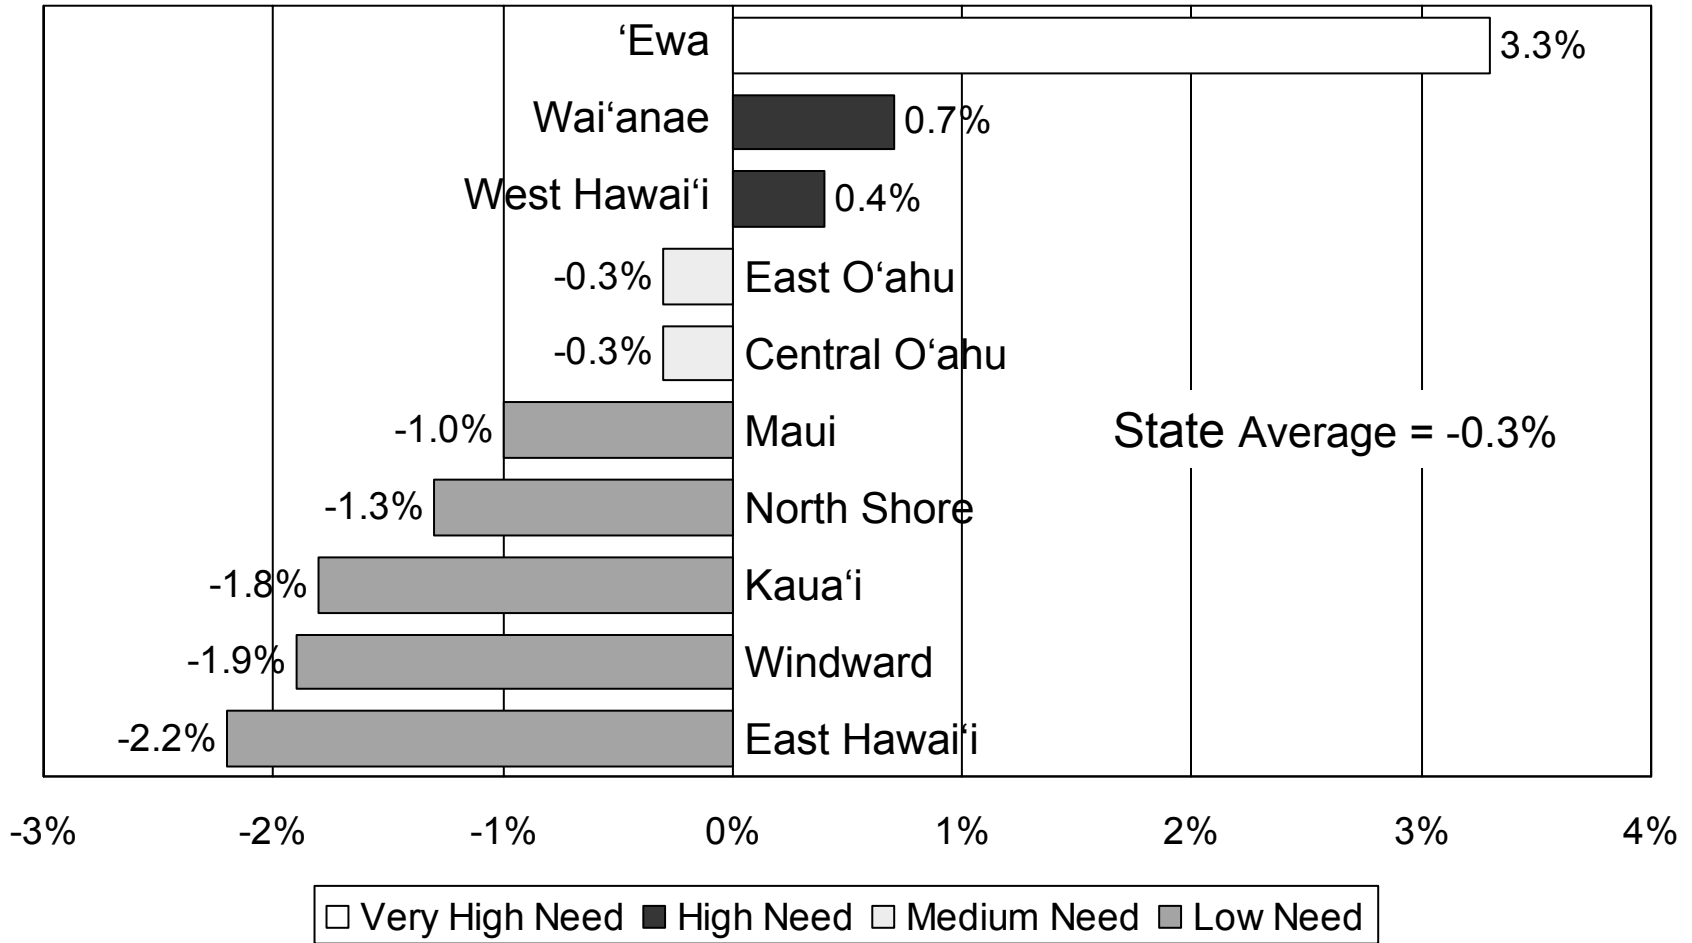 ‘Ewa 3.3%
Wai‘anae 0.7%
West Hawai‘i 0.4%
-0.3% East O‘ahu
-0.3% Central O‘ahu
-1.0% Maui
State Average = -0.3%
-1.3% North Shore
-1.8% Kaua‘i
-1.9% Windward
-2.2% East Hawai‘i
-3% -2% -1% 0% 1% 2% 3% 4%
Very High Need High Need Medium Need Low Need